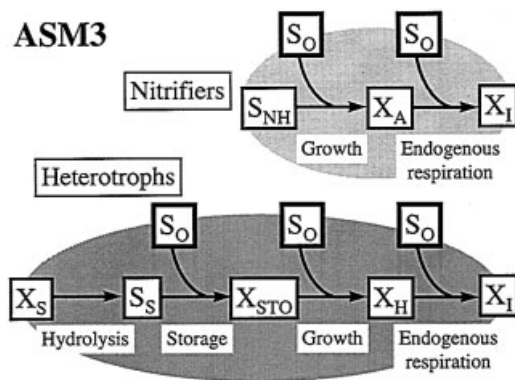 ASM3
S_O S_O
Nitrifiers
S_NH X_A X_I
Growth Endogenous
respiration
Heterotrophs
S_O S_O S_O
X_S S_S X_STO X_H X_I
Hydrolysis Storage Growth Endogenous
respiration